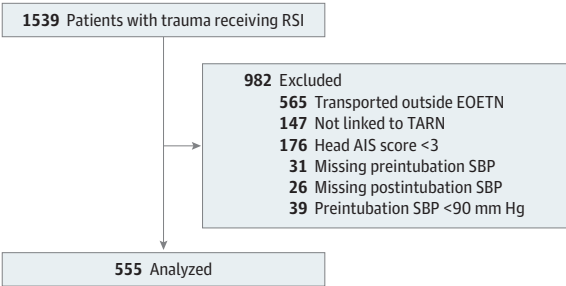 1539 Patients with trauma receiving RSI
982 Excluded
565 Transported outside EOETN
147 Not linked to TARN
176 Head AIS score <3
31 Missing preintubation SBP
26 Missing postintubation SBP
39 Preintubation SBP <90 mm Hg
555 Analyzed